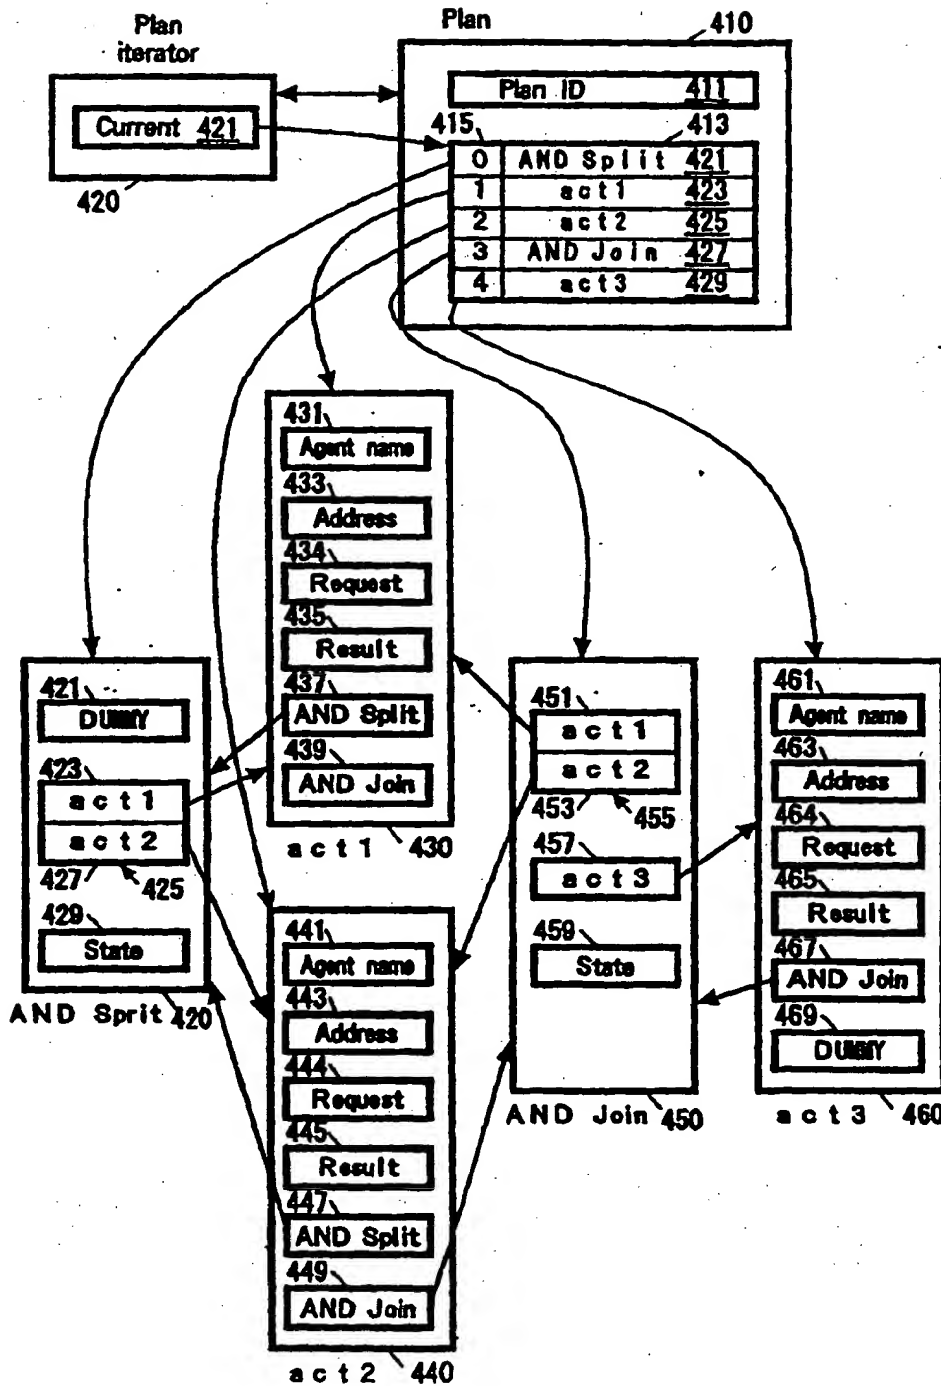 Plan
iterator
Plan
410
Plan ID 411
Current 421
420
415
413
0 AND Split 421
1 act1 423
2 act2 425
3 AND Join 427
4 act3 429
431
Agent name
433
Address
434
Request
435
Result
437
AND Split
439
AND Join
act1 430
421
DUMMY
423
act1
act2
427 425
429
State
AND Sprit 420
441
Agent name
443
Address
444
Request
445
Result
447
AND Split
449
AND Join
act2 440
451
act1
act2
453 455
457
act3
459
State
AND Join 450
461
Agent name
463
Address
464
Request
465
Result
467
AND Join
469
DUMMY
act3 460